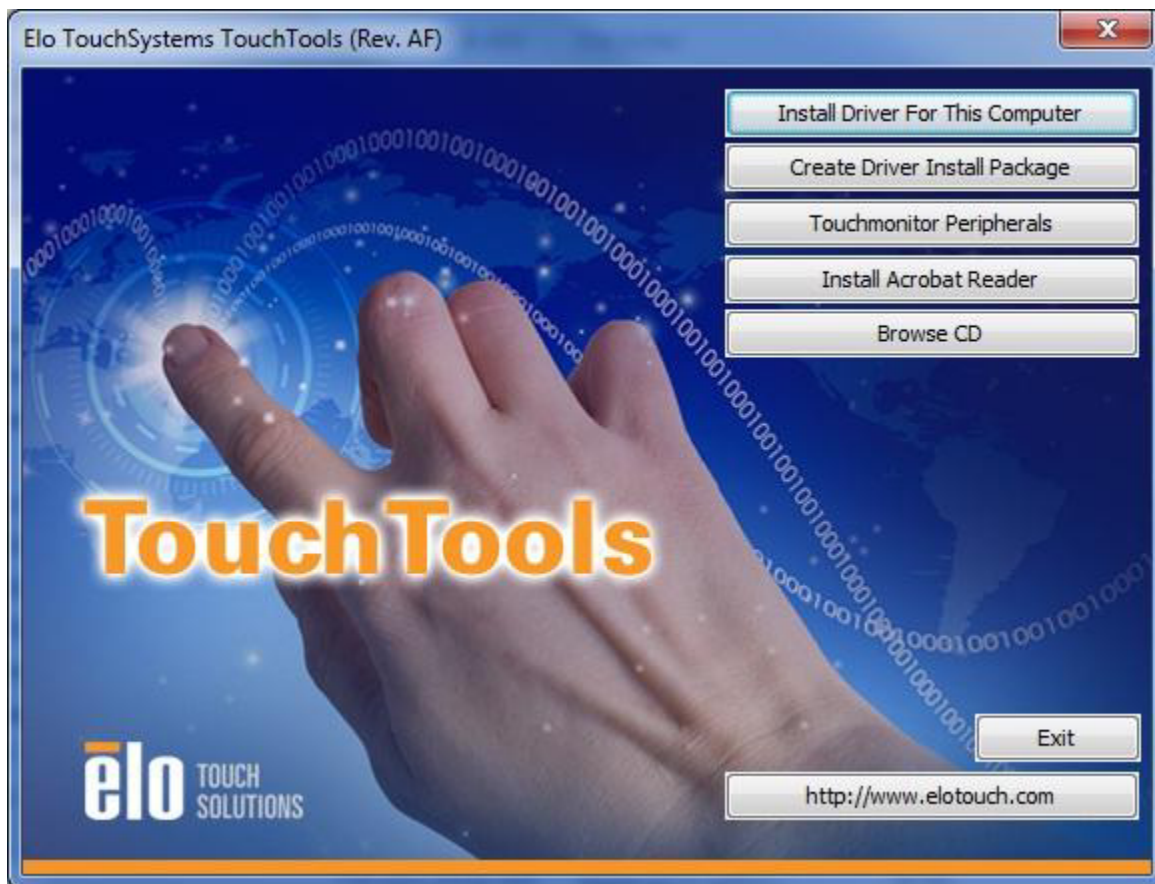 Elo TouchSystems TouchTools (Rev. AF)
Install Driver For This Computer
Create Driver Install Package
Touchmonitor Peripherals
Install Acrobat Reader
Browse CD
TouchTools
ēlo TOUCH
SOLUTIONS
Exit
http://www.elotouch.com